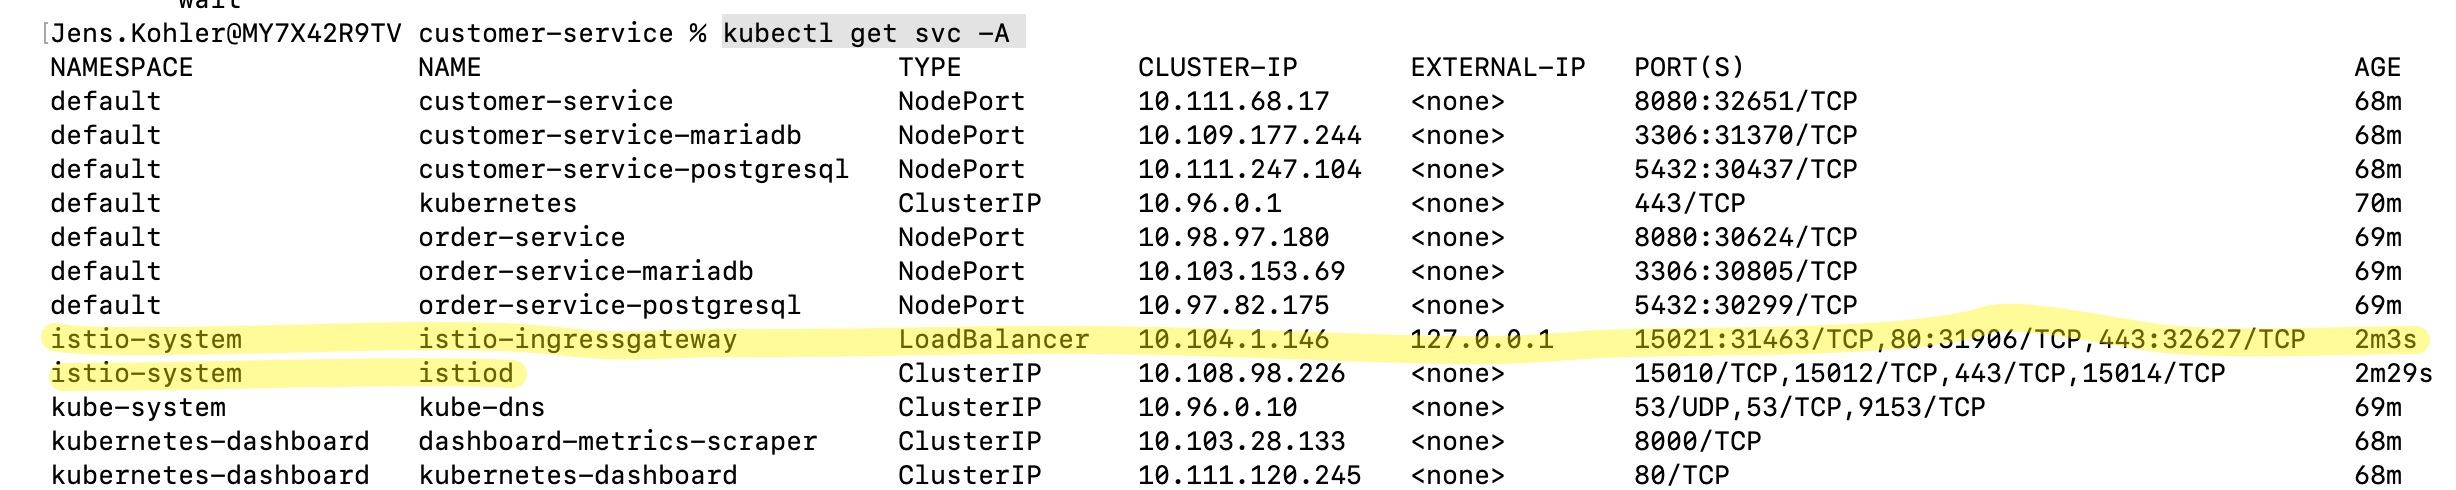 wait
[Jens.Kohler@MY7X42R9TV customer-service % kubectl get svc -A
NAMESPACE NAME TYPE CLUSTER-IP EXTERNAL-IP PORT(S) AGE
default customer-service NodePort 10.111.68.17 <none> 8080:32651/TCP 68m
default customer-service-mariadb NodePort 10.109.177.244 <none> 3306:31370/TCP 68m
default customer-service-postgresql NodePort 10.111.247.104 <none> 5432:30437/TCP 68m
default kubernetes ClusterIP 10.96.0.1 <none> 443/TCP 70m
default order-service NodePort 10.98.97.180 <none> 8080:30624/TCP 69m
default order-service-mariadb NodePort 10.103.153.69 <none> 3306:30805/TCP 69m
default order-service-postgresql NodePort 10.97.82.175 <none> 5432:30299/TCP 69m
istio-system istio-ingressgateway LoadBalancer 10.104.1.146 127.0.0.1 15021:31463/TCP,80:31906/TCP,443:32627/TCP 2m3s
istio-system istiod ClusterIP 10.108.98.226 <none> 15010/TCP,15012/TCP,443/TCP,15014/TCP 2m29s
kube-system kube-dns ClusterIP 10.96.0.10 <none> 53/UDP,53/TCP,9153/TCP 69m
kubernetes-dashboard dashboard-metrics-scraper ClusterIP 10.103.28.133 <none> 8000/TCP 68m
kubernetes-dashboard kubernetes-dashboard ClusterIP 10.111.120.245 <none> 80/TCP 68m